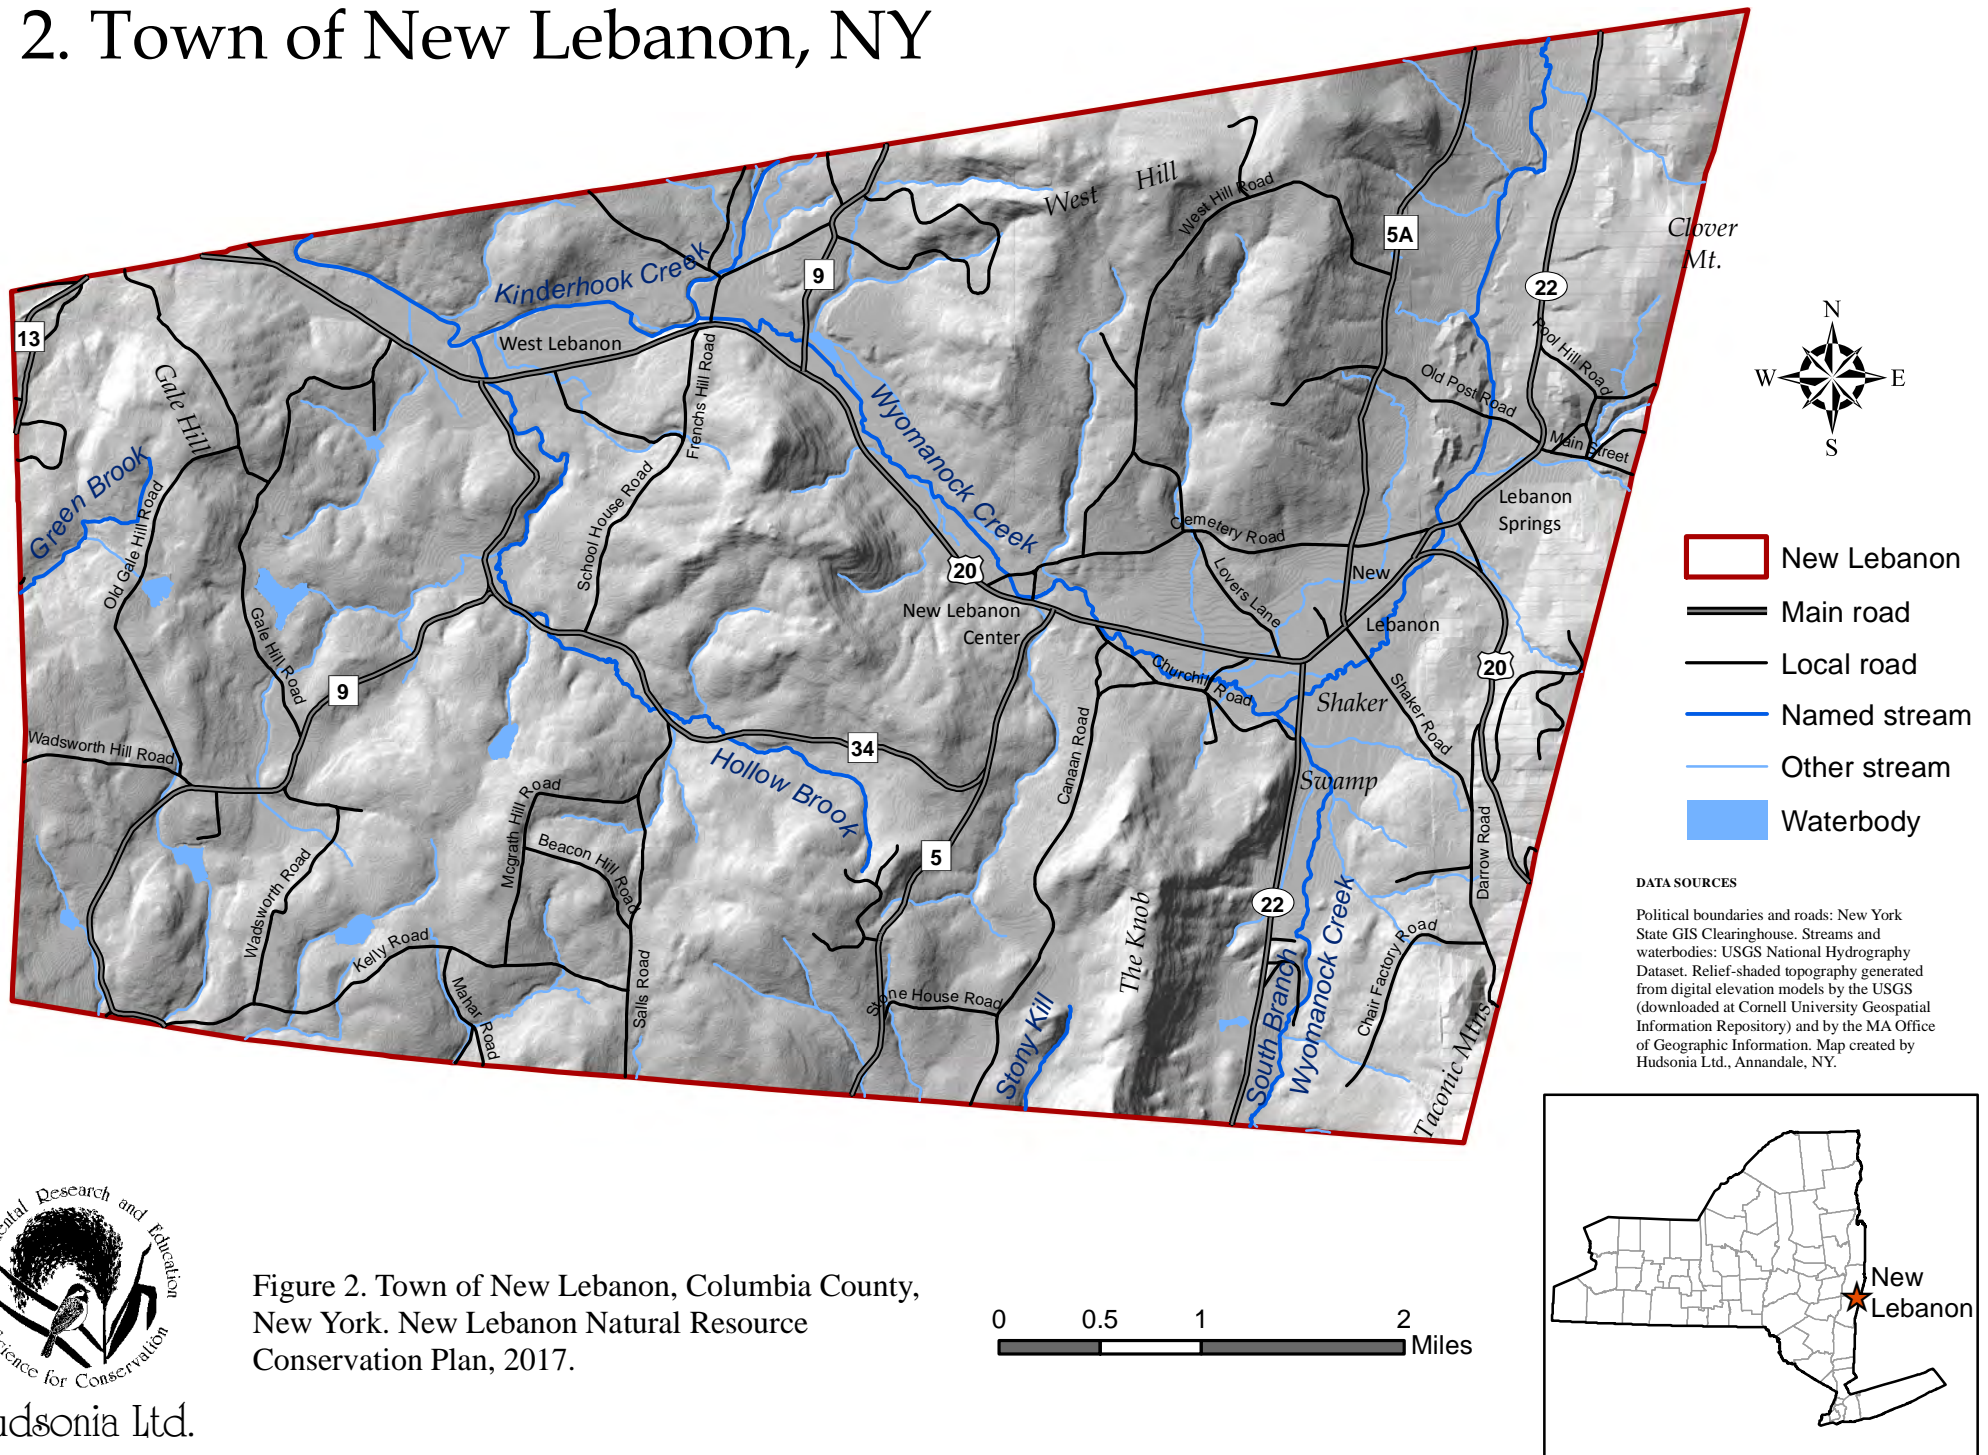 2. Town of New Lebanon, NY
West Hill
West Hill Road
5A
Clover
Mt.
Kinderhook Creek
9
22
13
West Lebanon
Pool Hill Road
Gale Hill
Frenchs Hill Road
Old Post Road
Wyomanock Creek
Main Street
Green Brook
Old Gale Hill Road
School House Road
Lebanon
Springs
Cemetery Road
20
Lovers Lane
New
Lebanon
New Lebanon
Center
Gale Hill Road
9
Churchill Road
20
Shaker
Swamp
Shaker Road
Wadsworth Hill Road
34
Hollow Brook
Canaan Road
Mcgrath Hill Road
Beacon Hill Road
5
Darrow Road
Wadsworth Road
Kelly Road
The Knob
22
Chair Factory Road
Mahar Road
Salls Road
Stone House Road
Stony Kill
South Branch
Wyomanock Creek
Taconic Mtns.
N
W
E
S
New Lebanon
Main road
Local road
Named stream
Other stream
Waterbody
DATA SOURCES
Political boundaries and roads: New York
State GIS Clearinghouse. Streams and
waterbodies: USGS National Hydrography
Dataset. Relief-shaded topography generated
from digital elevation models by the USGS
(downloaded at Cornell University Geospatial
Information Repository) and by the MA Office
of Geographic Information. Map created by
Hudsonia Ltd., Annandale, NY.
New
Lebanon
Research and Education
for Conservation
Ltd.
Figure 2. Town of New Lebanon, Columbia County,
New York. New Lebanon Natural Resource
Conservation Plan, 2017.
0 0.5 1 2
Miles